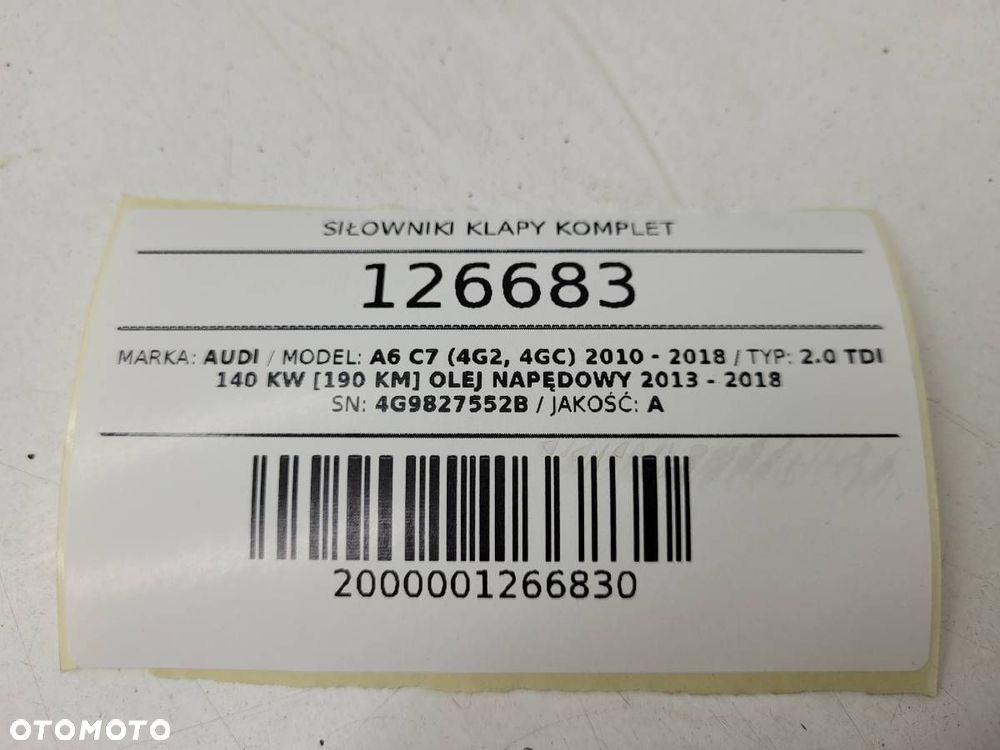 SIŁOWNIKI KLAPY KOMPLET
126683
MARKA: AUDI / MODEL: A6 C7 (4G2, 4GC) 2010 - 2018 / TYP: 2.0 TDI
140 KW [190 KM] OLEJ NAPĘDOWY 2013 - 2018
SN: 4G9827552B / JAKOŚĆ: A
2000001266830
OTOMOTO